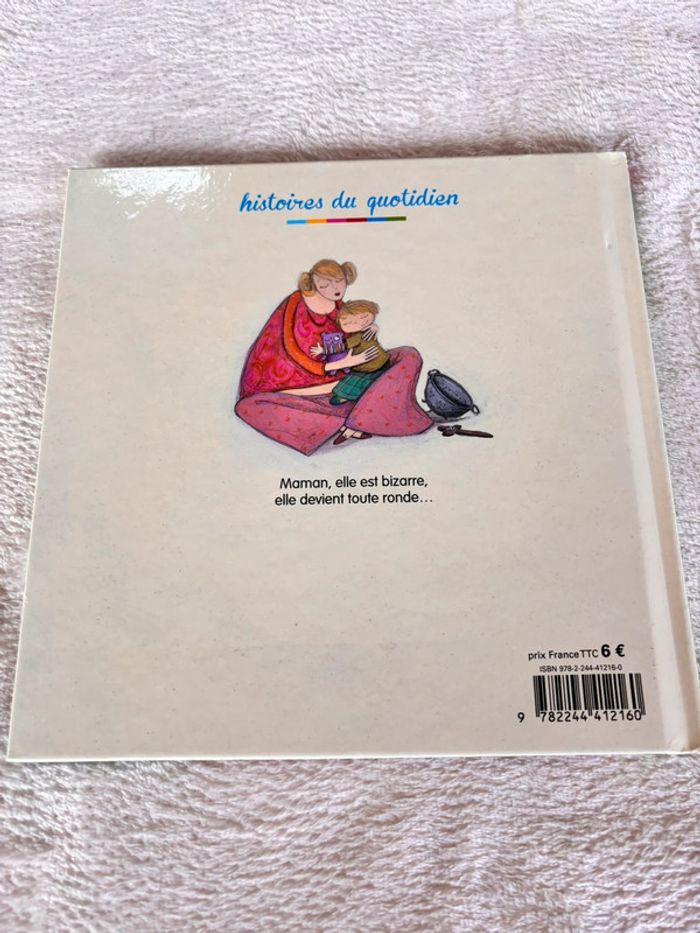 histoires du quotidien
Maman, elle est bizarre,
elle devient toute ronde...
prix France TTC 6 €
ISBN 978-2-244-41216-0
9 782244 412160